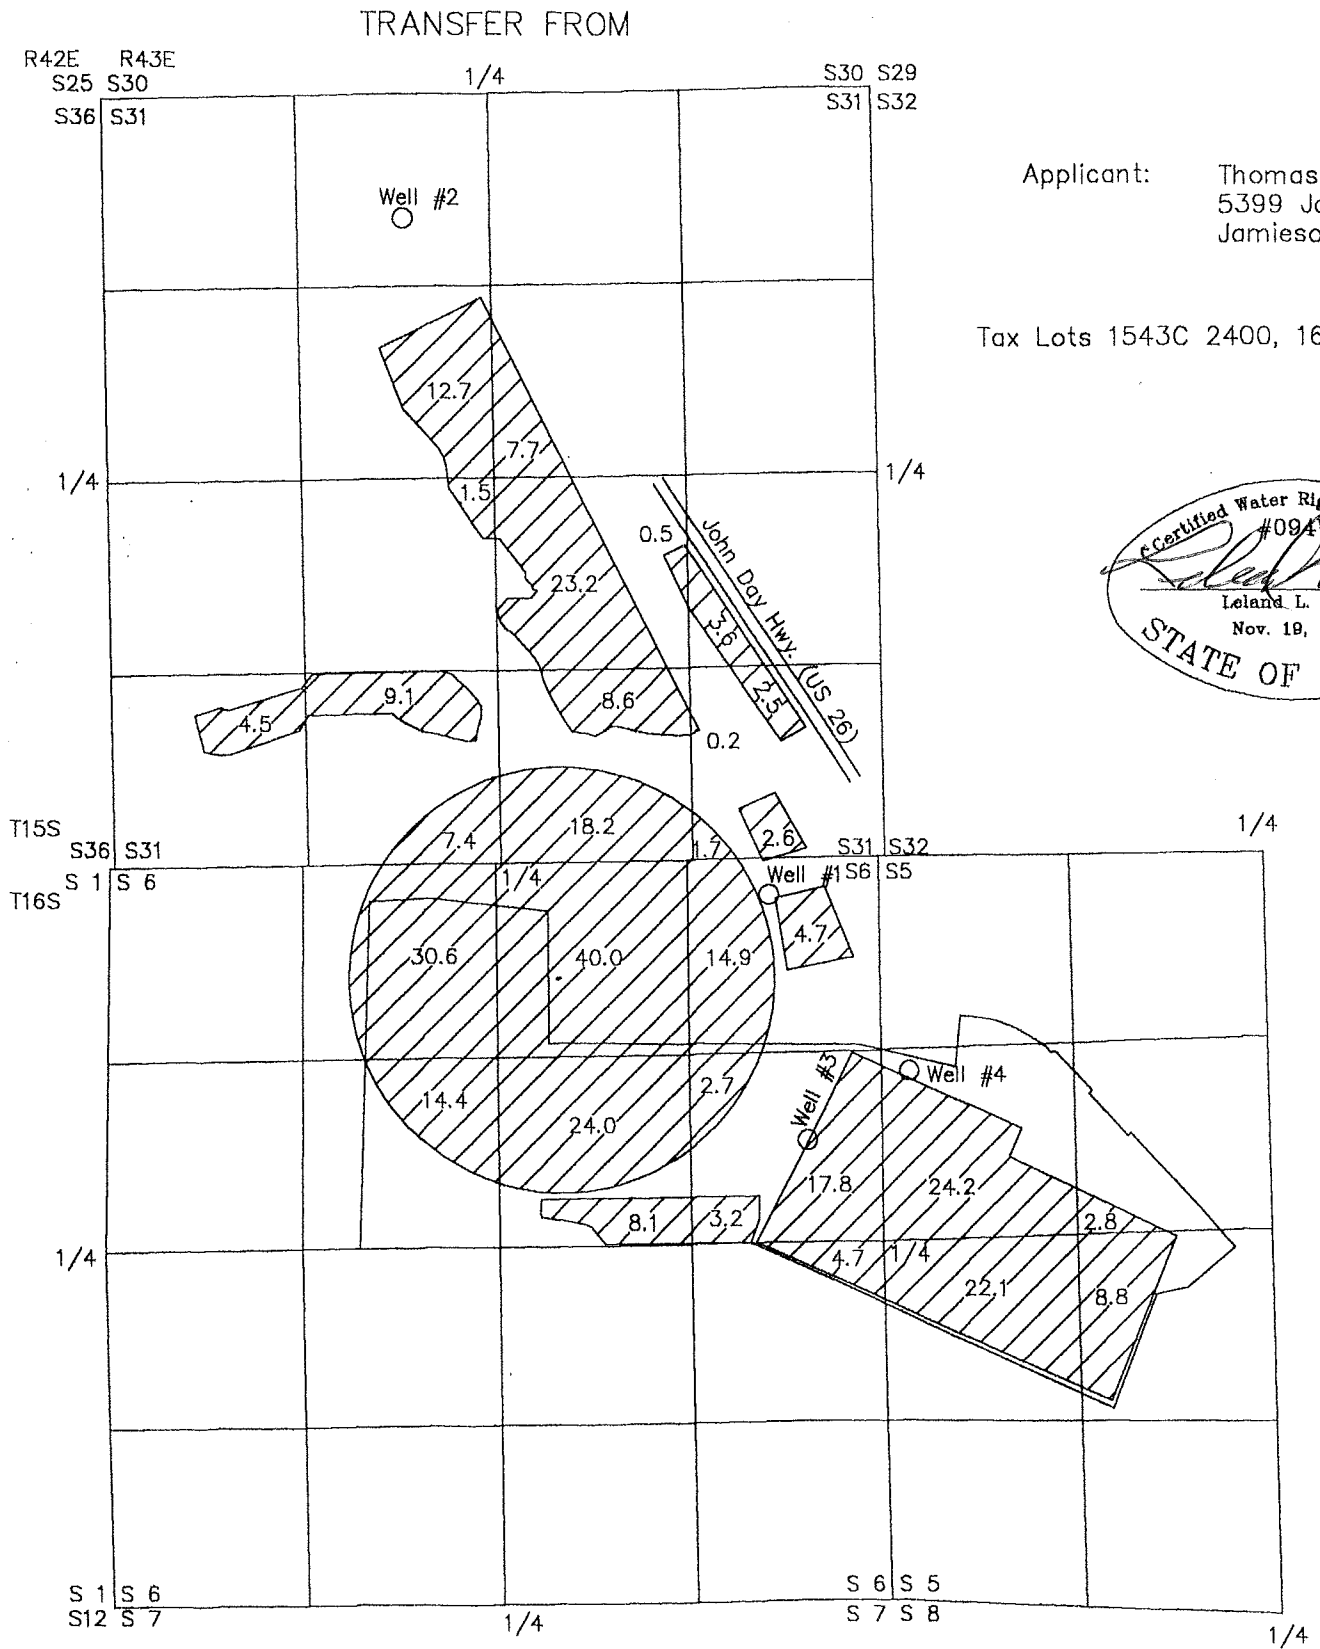 TRANSFER FROM
R42E R43E
S25 S30
1/4
S30 S29
S36 S31
S31 S32
Applicant: Thomas
5399
Well #2
Tax Lots 1543C 2400,
12.7
7.7
1/4
1/4
1.5
Certified Water
#094
0.5
John Day Hwy. (US 26)
23.2
Leland L.
Nov. 19,
STATE OF
3.6
2.5
9.1
4.5
8.6
0.2
T15S
18.2
7.4
1.7
2.6
1/4
S36 S31
S31 S32
S 1 S 6
1/4
Well #1
S6 S5
T16S
4.7
30.6
40.0
14.9
Well #4
2.7
Well #3
14.4
24.0
17.8
24.2
8.1
3.2
2.8
1/4
4.7
1/4
22.1
8.8
S 1 S 6
S 6 S 5
S12 S 7
1/4
S 7 S 8
1/4